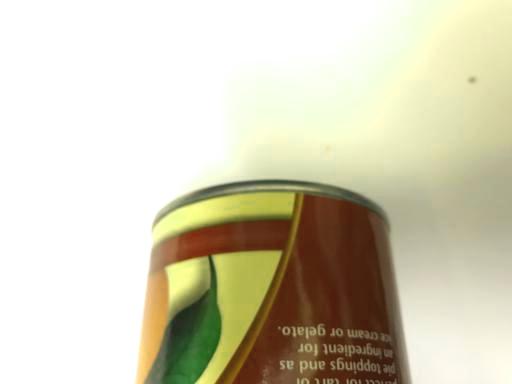 pie toppings and as
an ingredient for
ice cream or gelato.